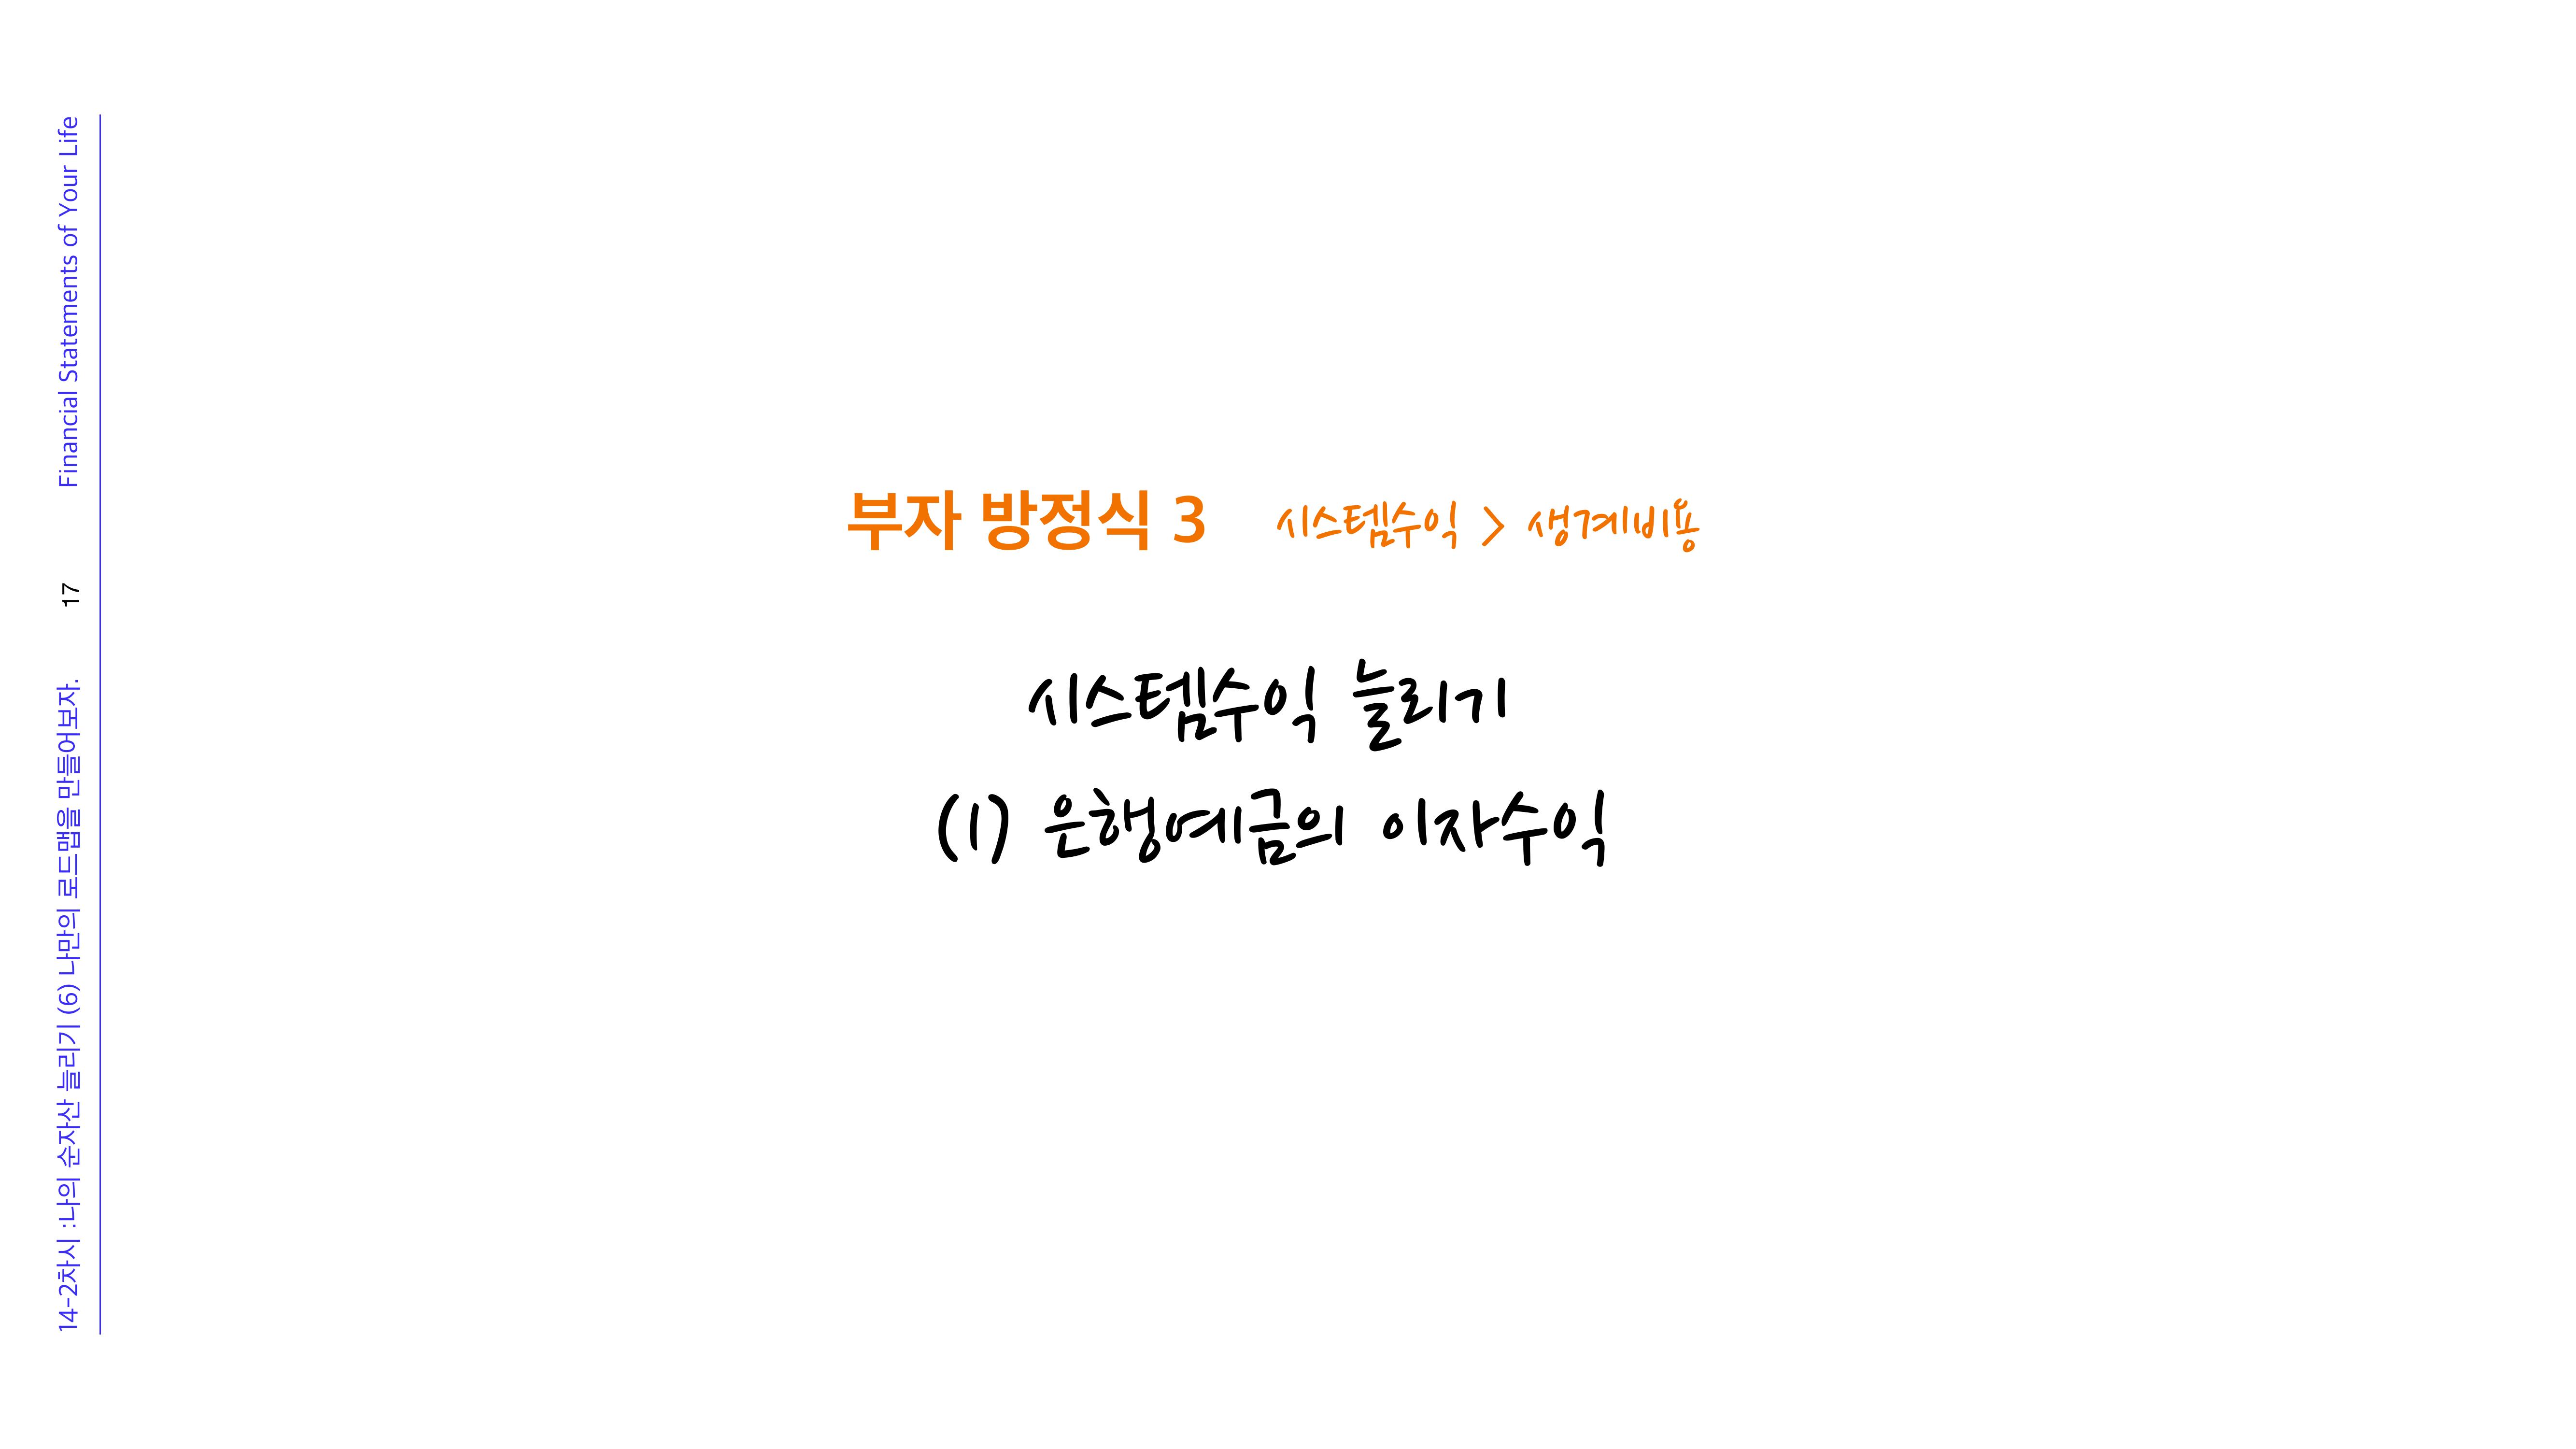 Financial Statements of Your Life
17
14-2차시 :나의 순자산 늘리기 (6) 나만의 로드맵을 만들어보자.
부자 방정식 3 시스템수익 > 생계비용
시스템수익 늘리기
(1) 은행예금의 이자수익